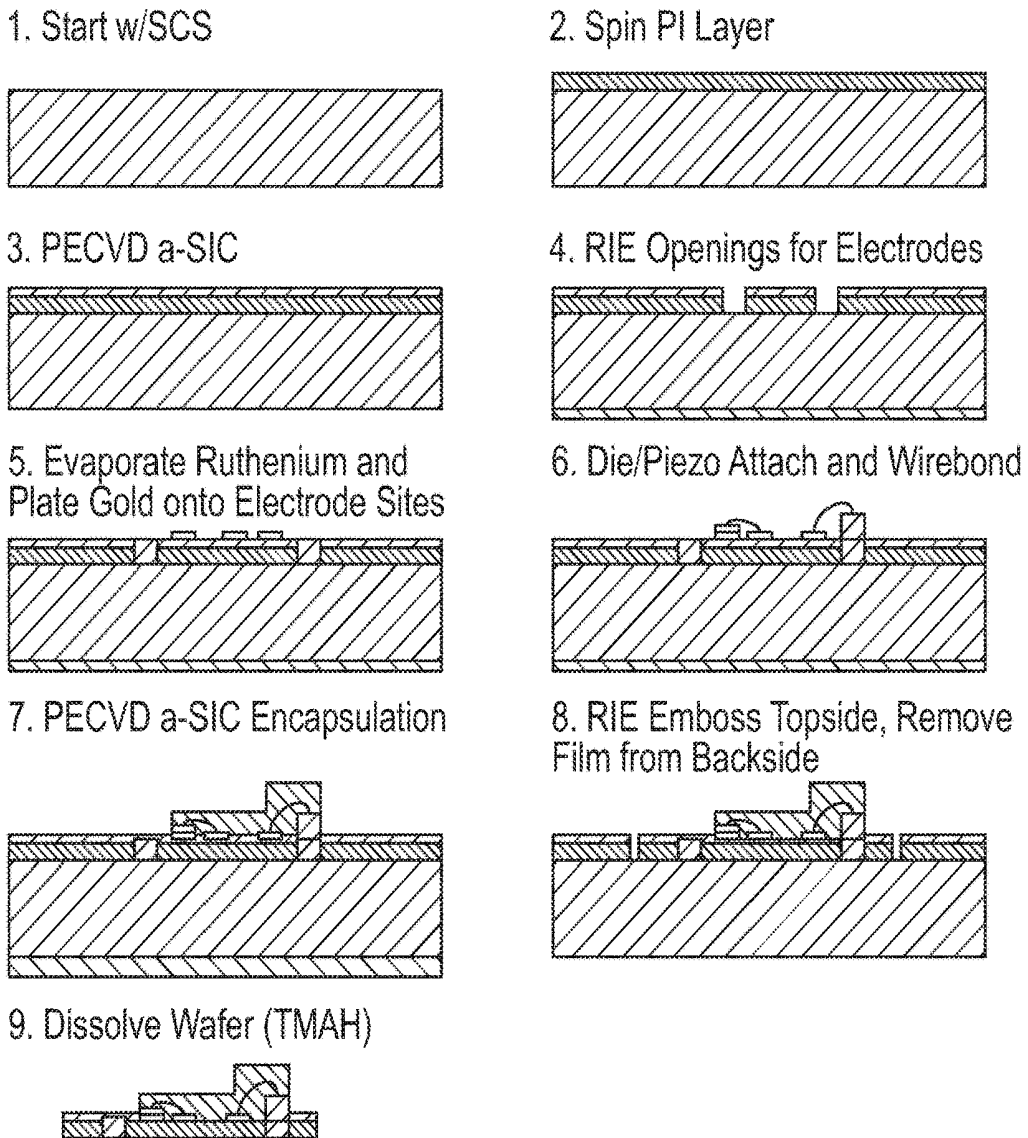 1. Start w/SCS
2. Spin PI Layer
3. PECVD a-SIC
4. RIE Openings for Electrodes
5. Evaporate Ruthenium and
Plate Gold onto Electrode Sites
6. Die/Piezo Attach and Wirebond
7. PECVD a-SIC Encapsulation
8. RIE Emboss Topside, Remove
Film from Backside
9. Dissolve Wafer (TMAH)